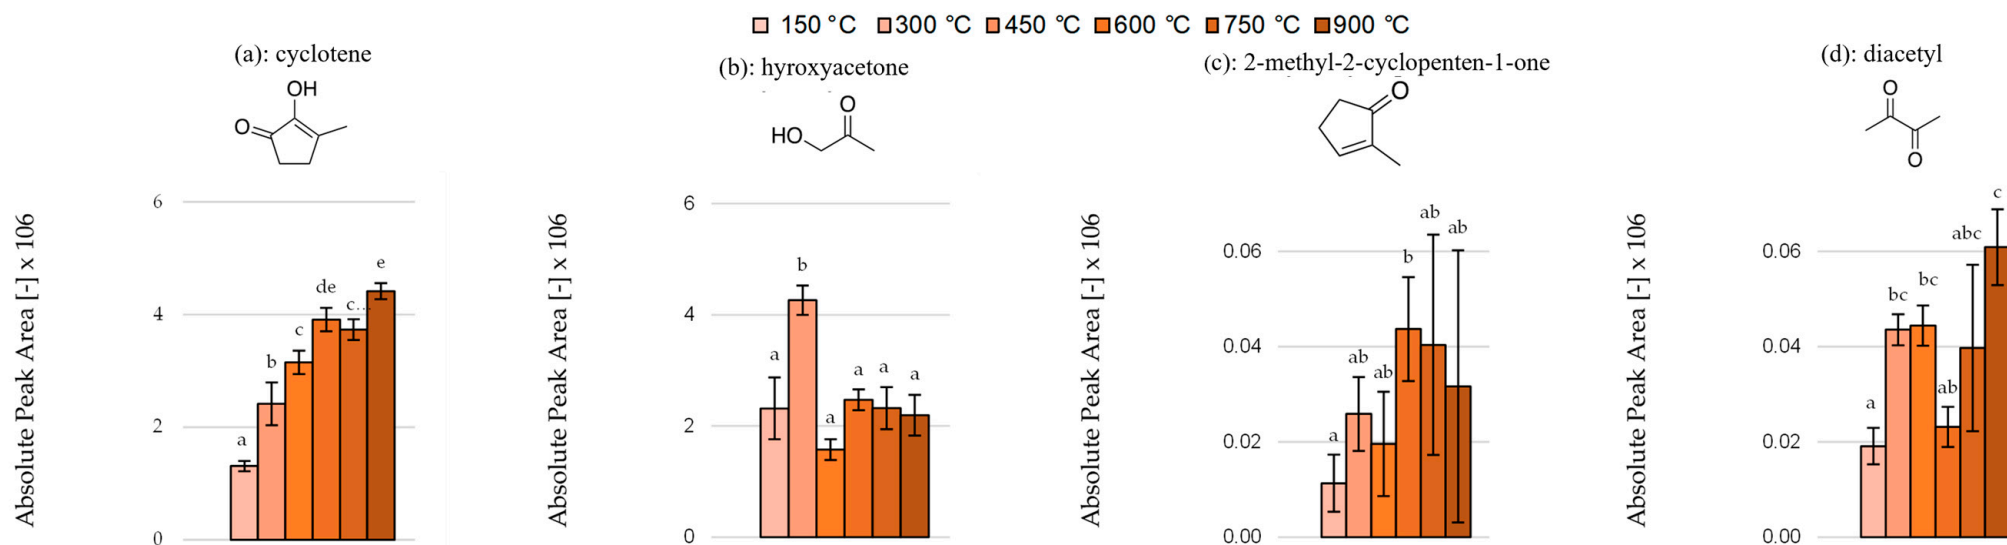 150 °C 300 °C 450 °C 600 °C 750 °C 900 °C
(a): cyclotene
(b): hyroxyacetone
(c): 2-methyl-2-cyclopenten-1-one
(d): diacetyl
OH
O
O
HO
O
O
O
Absolute Peak Area [-] x 106
6
4
2
0
a
b
c
de
c...
e
Absolute Peak Area [-] x 106
6
4
2
0
a
b
a
a
a
a
Absolute Peak Area [-] x 106
0.06
0.04
0.02
0.00
a
ab
ab
b
ab
ab
Absolute Peak Area [-] x 106
0.06
0.04
0.02
0.00
a
bc
bc
ab
abc
c